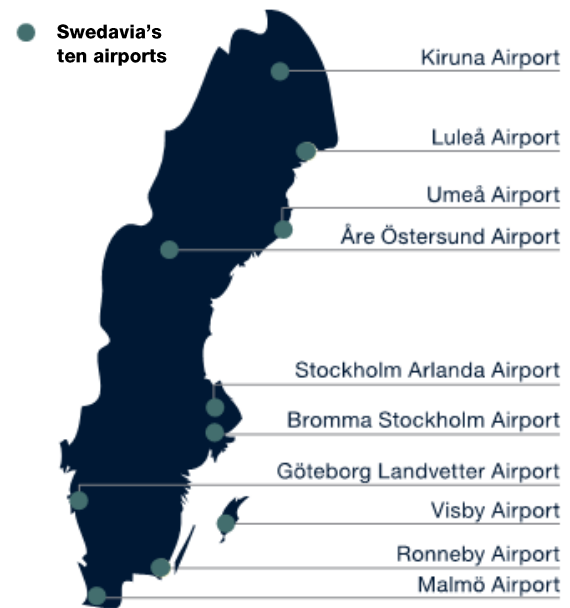 Swedavia's
ten airports
Kiruna Airport
Luleå Airport
Umeå Airport
Åre Östersund Airport
Stockholm Arlanda Airport
Bromma Stockholm Airport
Göteborg Landvetter Airport
Visby Airport
Ronneby Airport
Malmö Airport